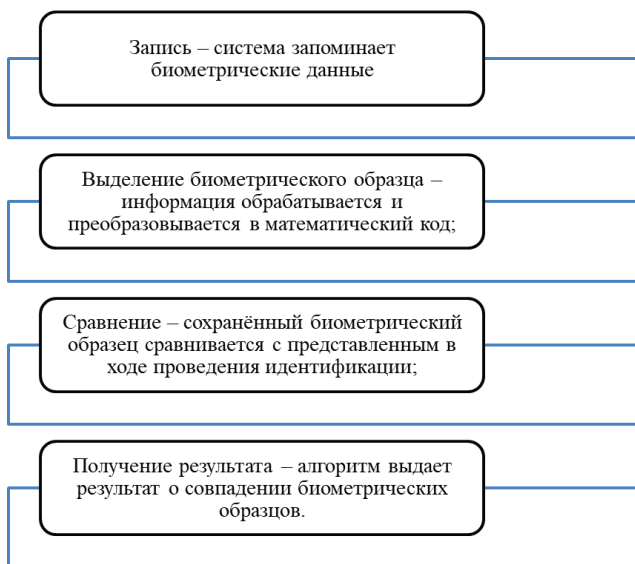 Запись – система запоминает
биометрические данные
Выделение биометрического образца –
информация обрабатывается и
преобразовывается в математический код;
Сравнение – сохранённый биометрический
образец сравнивается с представленным в
ходе проведения идентификации;
Получение результата – алгоритм выдает
результат о совпадении биометрических
образцов.